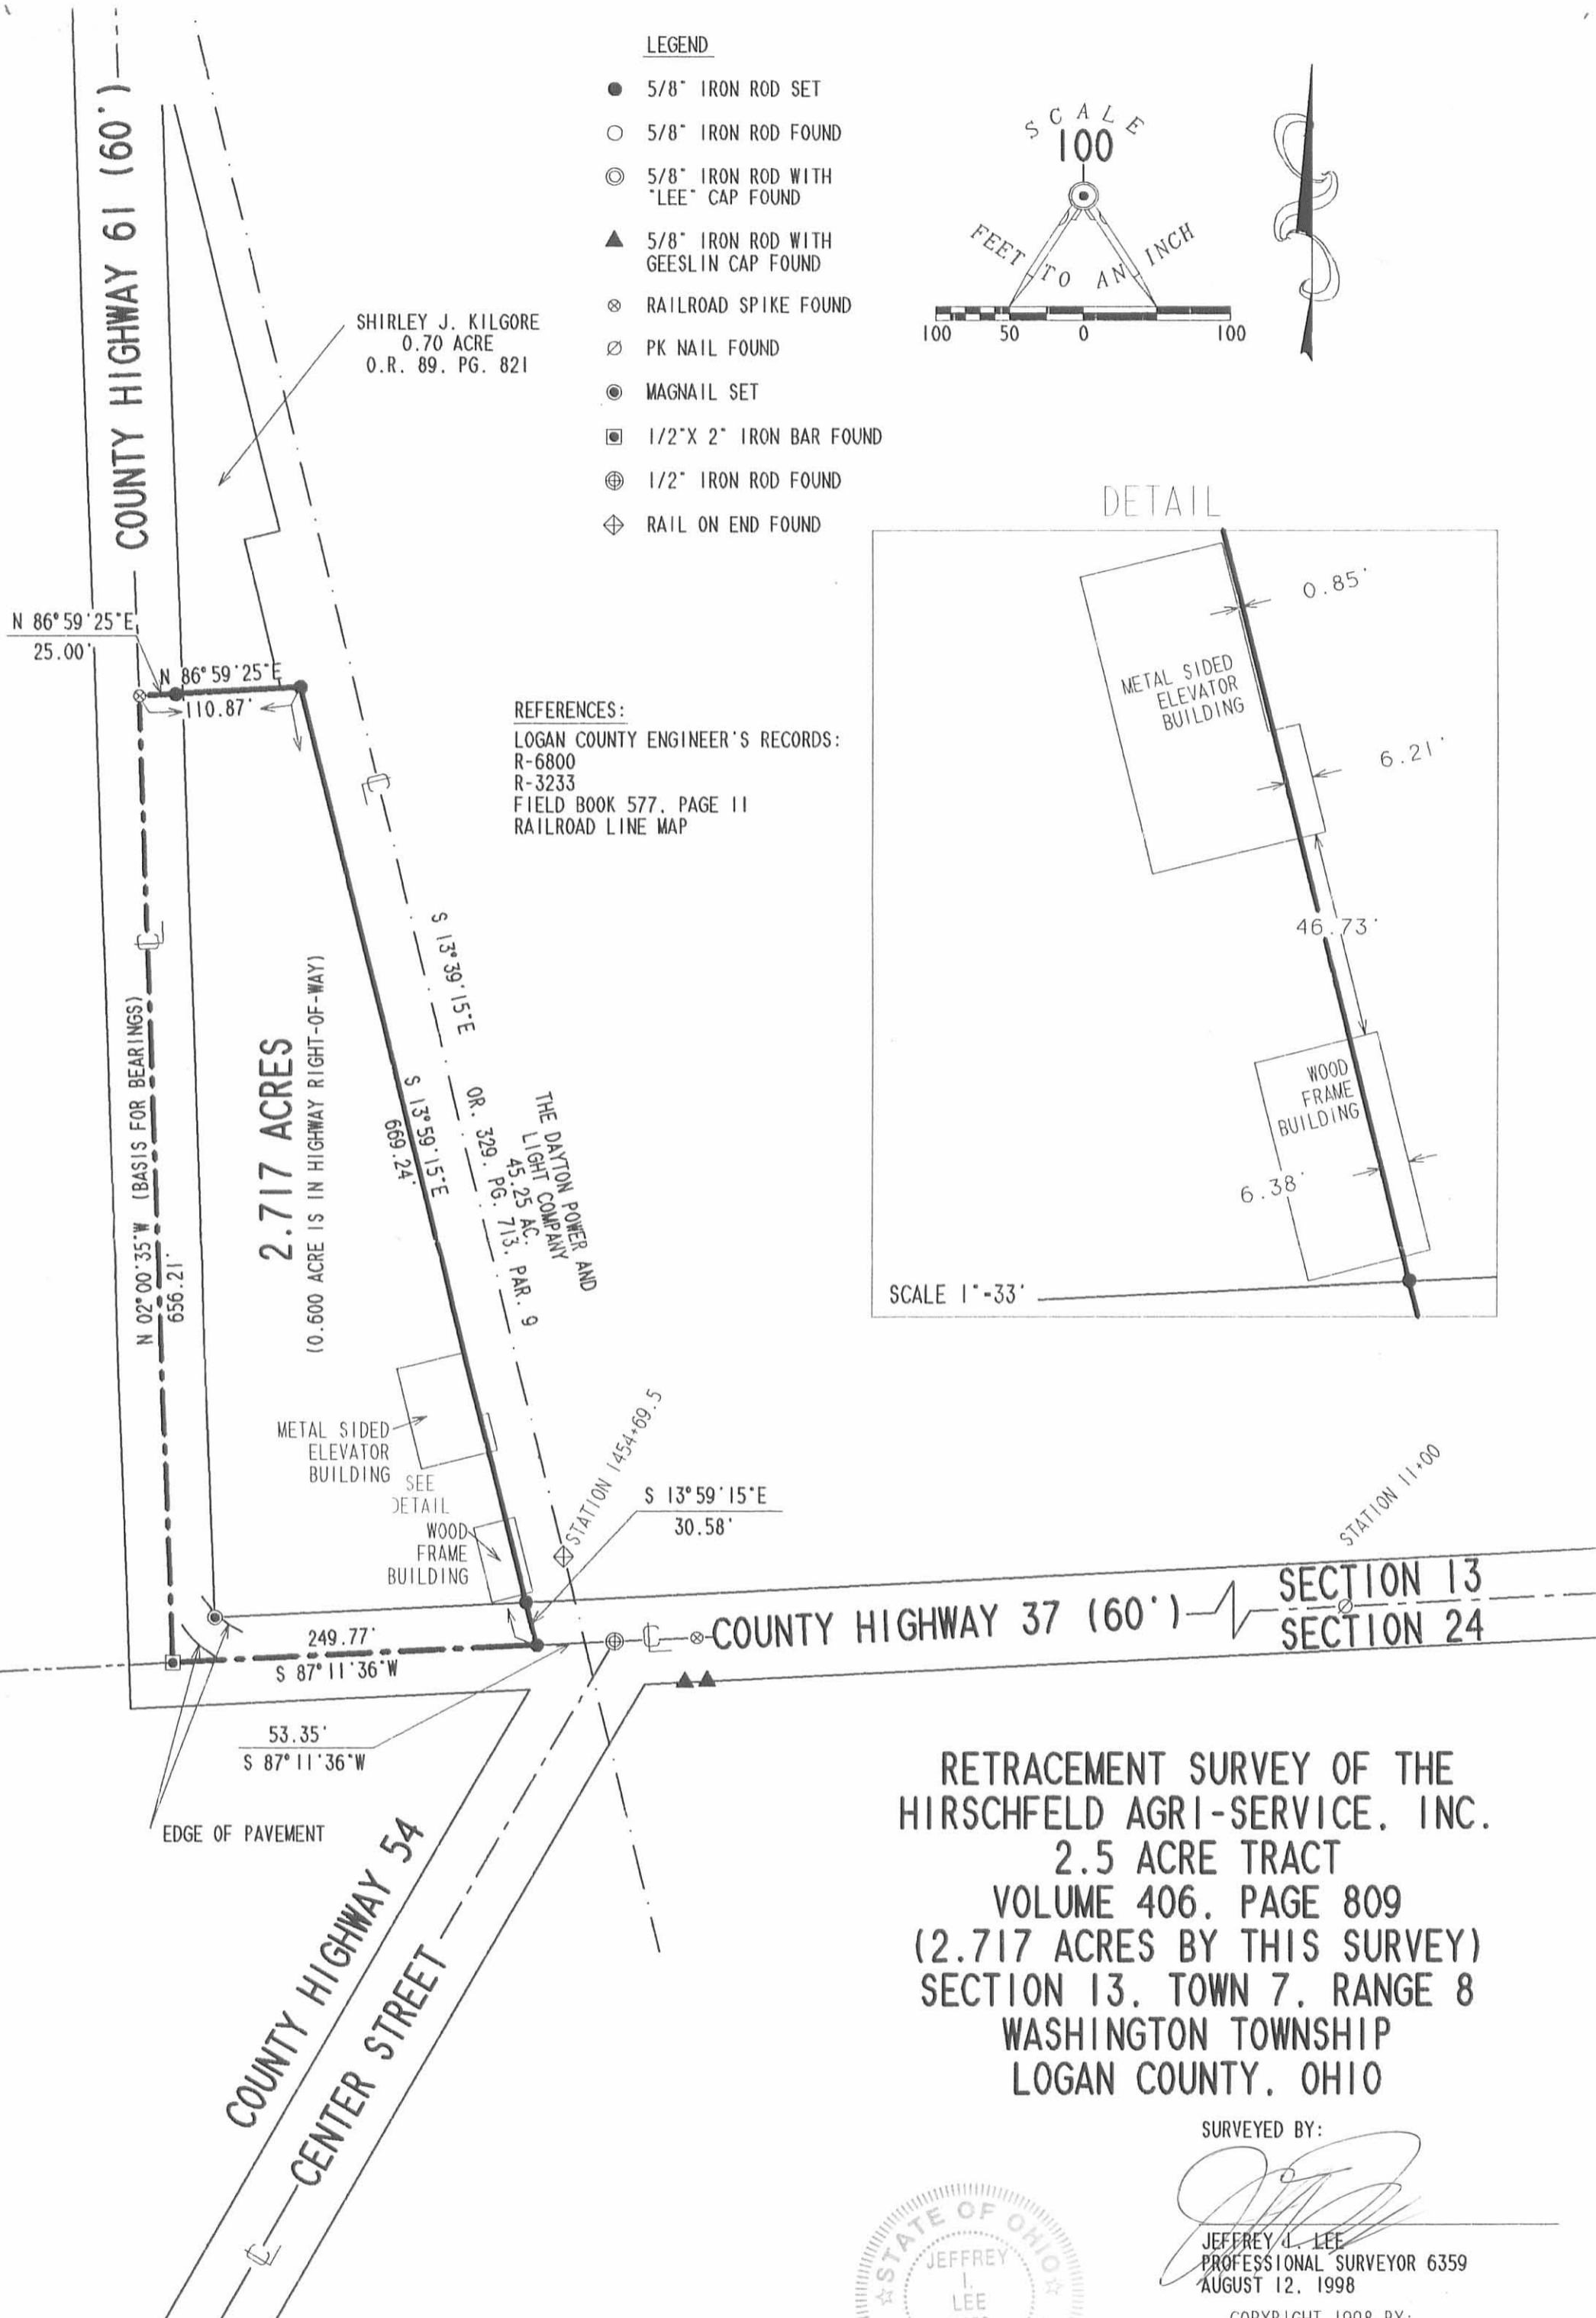 LEGEND
5/8" IRON ROD SET
5/8" IRON ROD FOUND
5/8" IRON ROD WITH
"LEE" CAP FOUND
5/8" IRON ROD WITH
GEESLIN CAP FOUND
RAILROAD SPIKE FOUND
PK NAIL FOUND
MAGNAIL SET
1/2"X 2" IRON BAR FOUND
1/2" IRON ROD FOUND
RAIL ON END FOUND
SCALE
100
FEET TO AN INCH
100 50 0 100
COUNTY HIGHWAY 61 (60')
SHIRLEY J. KILGORE
0.70 ACRE
O.R. 89. PG. 821
N 86°59'25"E
25.00'
N 86°59'25"E
110.87'
REFERENCES:
LOGAN COUNTY ENGINEER'S RECORDS:
R-6800
R-3233
FIELD BOOK 577. PAGE 11
RAILROAD LINE MAP
DETAIL
0.85'
METAL SIDED
ELEVATOR
BUILDING
6.21'
46.73'
WOOD
FRAME
BUILDING
6.38'
SCALE 1"-33'
N 02°00'35"W (BASIS FOR BEARINGS)
656.21'
2.717 ACRES
(0.600 ACRE IS IN HIGHWAY RIGHT-OF-WAY)
S 13°59'15"E
669.24'
S 13°39'15"E
THE DAYTON POWER AND
LIGHT COMPANY
45.25 AC.
OR. 329. PG. 713. PAR. 9
METAL SIDED
ELEVATOR
BUILDING
SEE
DETAIL
WOOD
FRAME
BUILDING
STATION 1454+69.5
S 13°59'15"E
30.58'
STATION 11+00
SECTION 13
SECTION 24
COUNTY HIGHWAY 37 (60')
249.77'
S 87°11'36"W
53.35'
S 87°11'36"W
EDGE OF PAVEMENT
COUNTY HIGHWAY 54
CENTER STREET
RETRACEMENT SURVEY OF THE
HIRSCHFELD AGRI-SERVICE. INC.
2.5 ACRE TRACT
VOLUME 406. PAGE 809
(2.717 ACRES BY THIS SURVEY)
SECTION 13. TOWN 7. RANGE 8
WASHINGTON TOWNSHIP
LOGAN COUNTY. OHIO
SURVEYED BY:
JEFFREY I. LEE
PROFESSIONAL SURVEYOR 6359
AUGUST 12. 1998
COPYRIGHT 1998 BY:
STATE OF OHIO
JEFFREY
I.
LEE